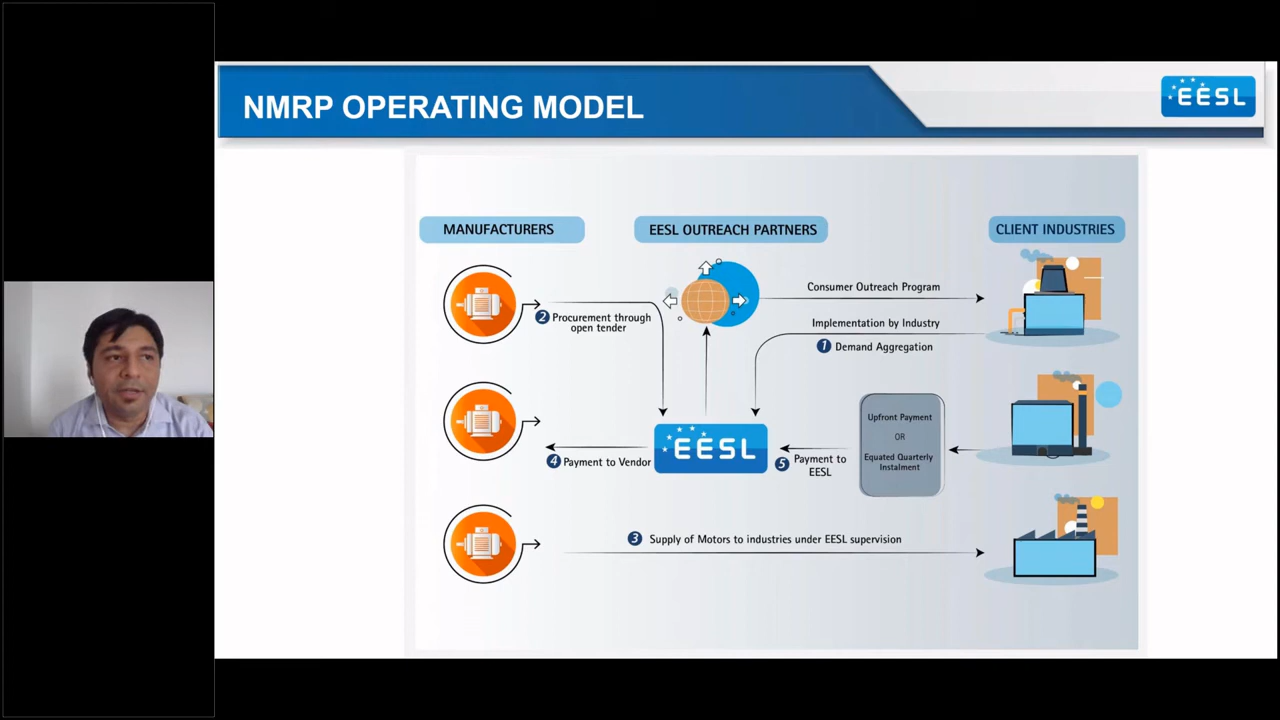 NMRP OPERATING MODEL
EESL
MANUFACTURERS
EESL OUTREACH PARTNERS
CLIENT INDUSTRIES
Consumer Outreach Program
2 Procurement through
open tender
Implementation by Industry
1 Demand Aggregation
Upfront Payment
OR
Equated Quarterly
Instalment
EESL
4 Payment to Vendor
5 Payment to
EESL
3 Supply of Motors to industries under EESL supervision